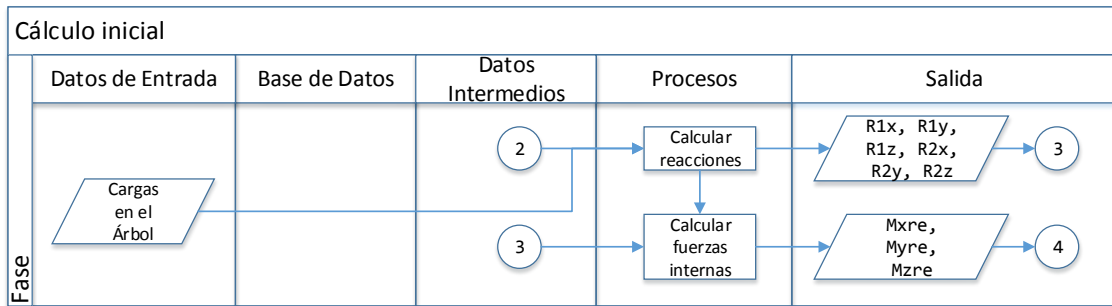 Cálculo inicial
Fase
Datos de Entrada
Base de Datos
Datos
Intermedios
Procesos
Salida
2
Calcular
reacciones
R1x, R1y,
R1z, R2x,
R2y, R2z
3
Cargas
en el
Árbol
3
Calcular
fuerzas
internas
Mxre,
Myre,
Mzre
4